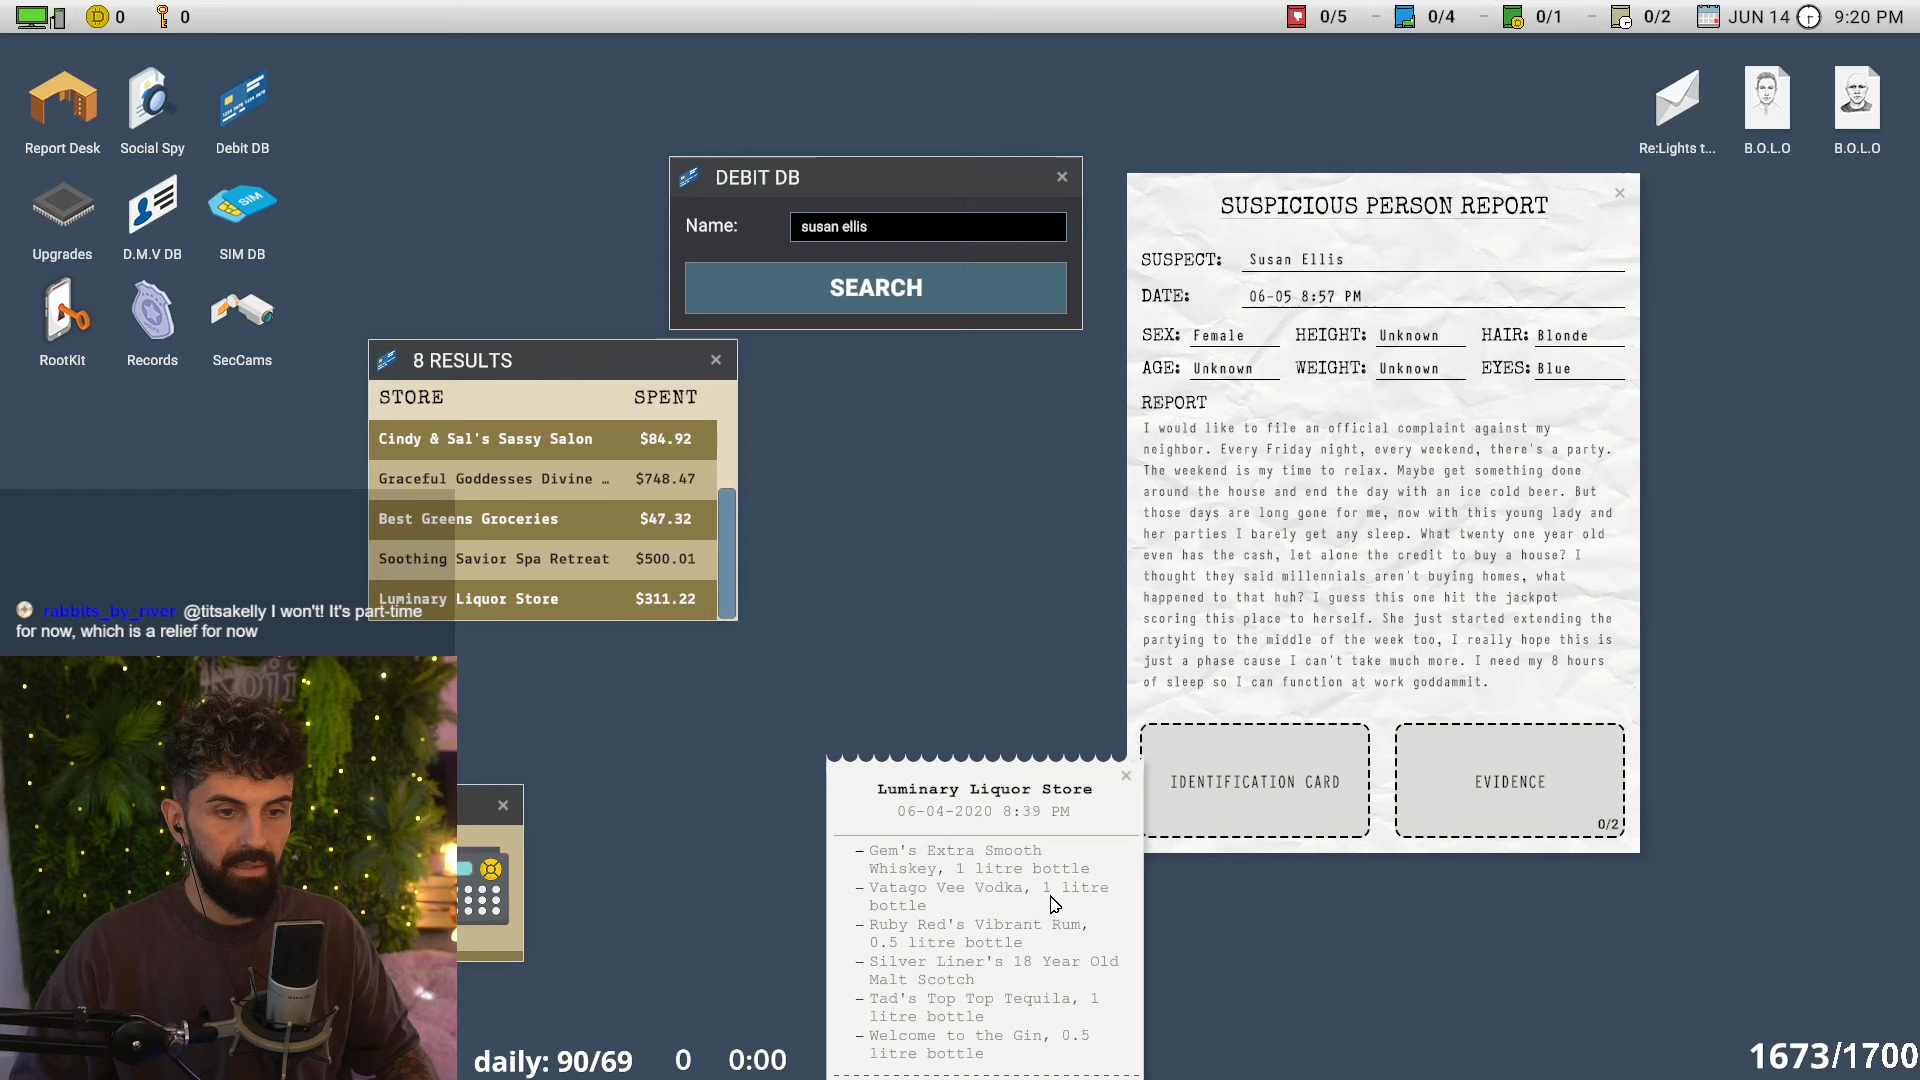 0
0
0/5
0/4
0/1
0/2
JUN 14
9:20 PM
Report Desk
Social Spy
Debit DB
Upgrades
D.M.V DB
SIM DB
RootKit
Records
SecCams
Re:Lights t...
B.O.L.O
B.O.L.O
DEBIT DB
Name:
susan ellis
SEARCH
8 RESULTS
STORE SPENT
Cindy & Sal's Sassy Salon $84.92
Graceful Goddesses Divine … $748.47
Best Greens Groceries $47.32
Soothing Savior Spa Retreat $500.01
Luminary Liquor Store $311.22
rabbits_by_river @titsakelly I won't! It's part-time
for now, which is a relief for now
SUSPICIOUS PERSON REPORT
SUSPECT: Susan Ellis
DATE: 06-05 8:57 PM
SEX: Female HEIGHT: Unknown HAIR: Blonde
AGE: Unknown WEIGHT: Unknown EYES: Blue
REPORT
I would like to file an official complaint against my
neighbor. Every Friday night, every weekend, there's a party.
The weekend is my time to relax. Maybe get something done
around the house and end the day with an ice cold beer. But
those days are long gone for me, now with this young lady and
her parties I barely get any sleep. What twenty one year old
even has the cash, let alone the credit to buy a house? I
thought they said millennials aren't buying homes, what
happened to that huh? I guess this one hit the jackpot
scoring this place to herself. She just started extending the
partying to the middle of the week too, I really hope this is
just a phase cause I can't take much more. I need my 8 hours
of sleep so I can function at work goddammit.
IDENTIFICATION CARD
EVIDENCE
0/2
Luminary Liquor Store
06-04-2020 8:39 PM
– Gem's Extra Smooth
Whiskey, 1 litre bottle
– Vatago Vee Vodka, 1 litre
bottle
– Ruby Red's Vibrant Rum,
0.5 litre bottle
– Silver Liner's 18 Year Old
Malt Scotch
– Tad's Top Top Tequila, 1
litre bottle
– Welcome to the Gin, 0.5
litre bottle
daily: 90/69 0 0:00
1673/1700